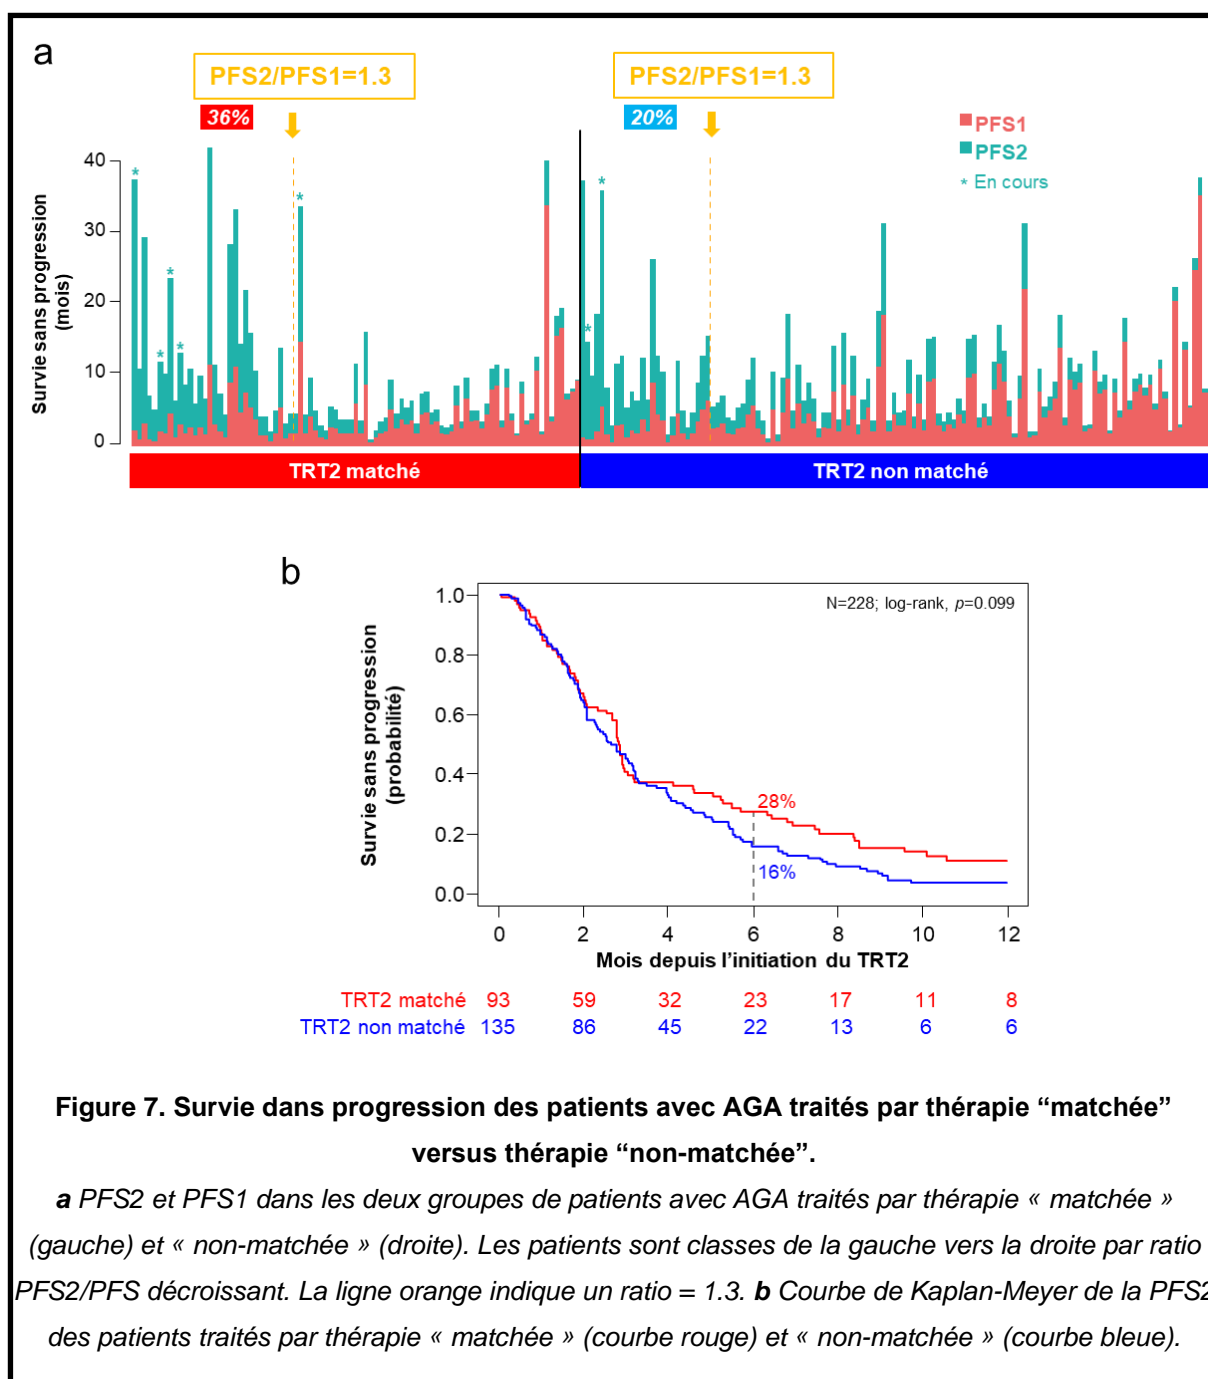 a
PFS2/PFS1=1.3
PFS2/PFS1=1.3
36%
20%
PFS1
PFS2
* En cours
Survie sans progression
(mois)
40
30
20
10
0
TRT2 matché
TRT2 non matché
b
N=228; log-rank, p=0.099
Survie sans progression
(probabilité)
1.0
0.8
0.6
0.4
0.2
0.0
28%
16%
0 2 4 6 8 10 12
Mois depuis l'initiation du TRT2
TRT2 matché 93 59 32 23 17 11 8
TRT2 non matché 135 86 45 22 13 6 6
Figure 7. Survie dans progression des patients avec AGA traités par thérapie “matchée”
versus thérapie “non-matchée”.
a PFS2 et PFS1 dans les deux groupes de patients avec AGA traités par thérapie « matchée »
(gauche) et « non-matchée » (droite). Les patients sont classes de la gauche vers la droite par ratio
PFS2/PFS décroissant. La ligne orange indique un ratio = 1.3. b Courbe de Kaplan-Meyer de la PFS2
des patients traités par thérapie « matchée » (courbe rouge) et « non-matchée » (courbe bleue).